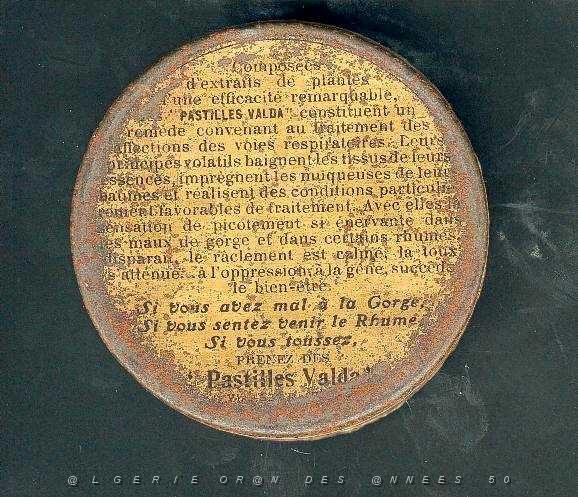 Composées
d'extraits de plantes
d'une efficacité remarquable,
PASTILLES VALDA" constituent un
remède convenant au traitement des
affections des voies respiratoires. Leurs
principes volatils baignent les tissus de leurs
essences, imprègnent les muqueuses de leurs
baumes et réalisent des conditions particuliè
rement favorables de traitement. Avec elles la
sensation de picotement si énervante dans
les maux de gorge et dans certains rhumes
disparaît, le raclement est calmé, la toux
s'atténue... à l'oppression, à la gêne, succède
le bien-être.
Si vous avez mal à la Gorge,
Si vous sentez venir le Rhume
Si vous toussez,
PRENEZ DES
"Pastilles Valda"
@LGERIE OR@N DES @NNEES 50